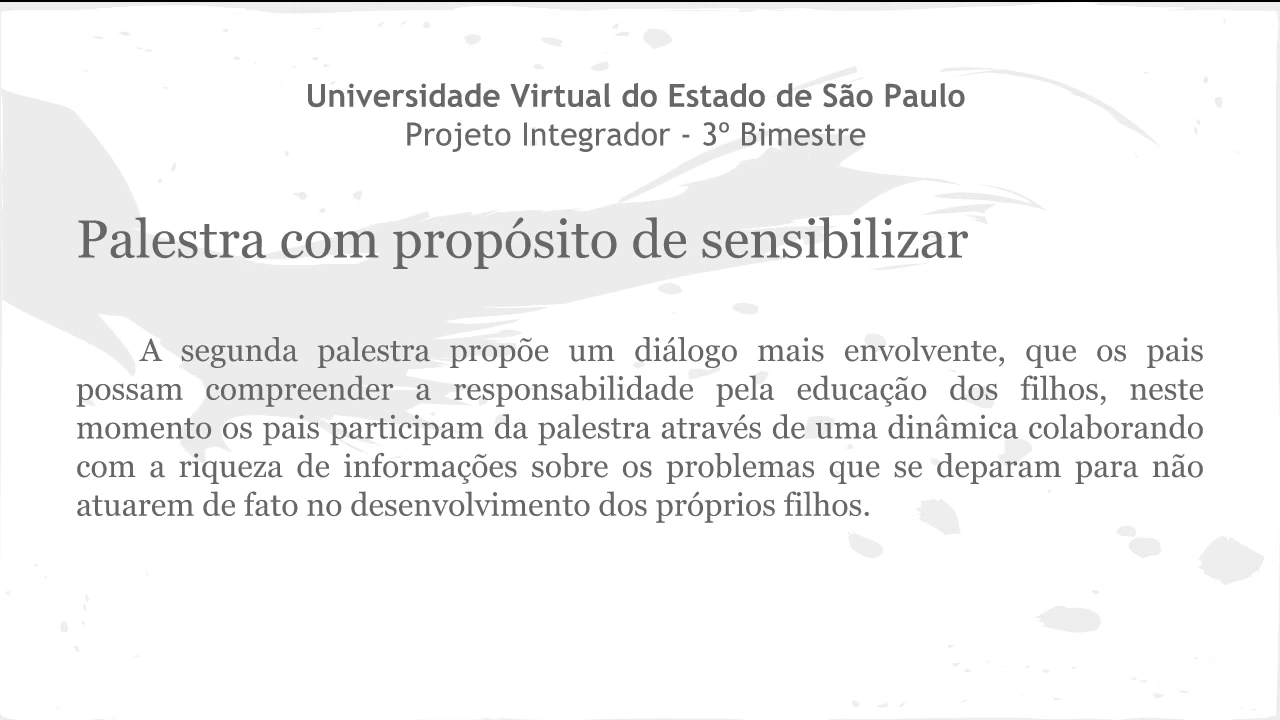 Universidade Virtual do Estado de São Paulo
Projeto Integrador - 3º Bimestre
Palestra com propósito de sensibilizar
A segunda palestra propõe um diálogo mais envolvente, que os pais
possam compreender a responsabilidade pela educação dos filhos, neste
momento os pais participam da palestra através de uma dinâmica colaborando
com a riqueza de informações sobre os problemas que se deparam para não
atuarem de fato no desenvolvimento dos próprios filhos.